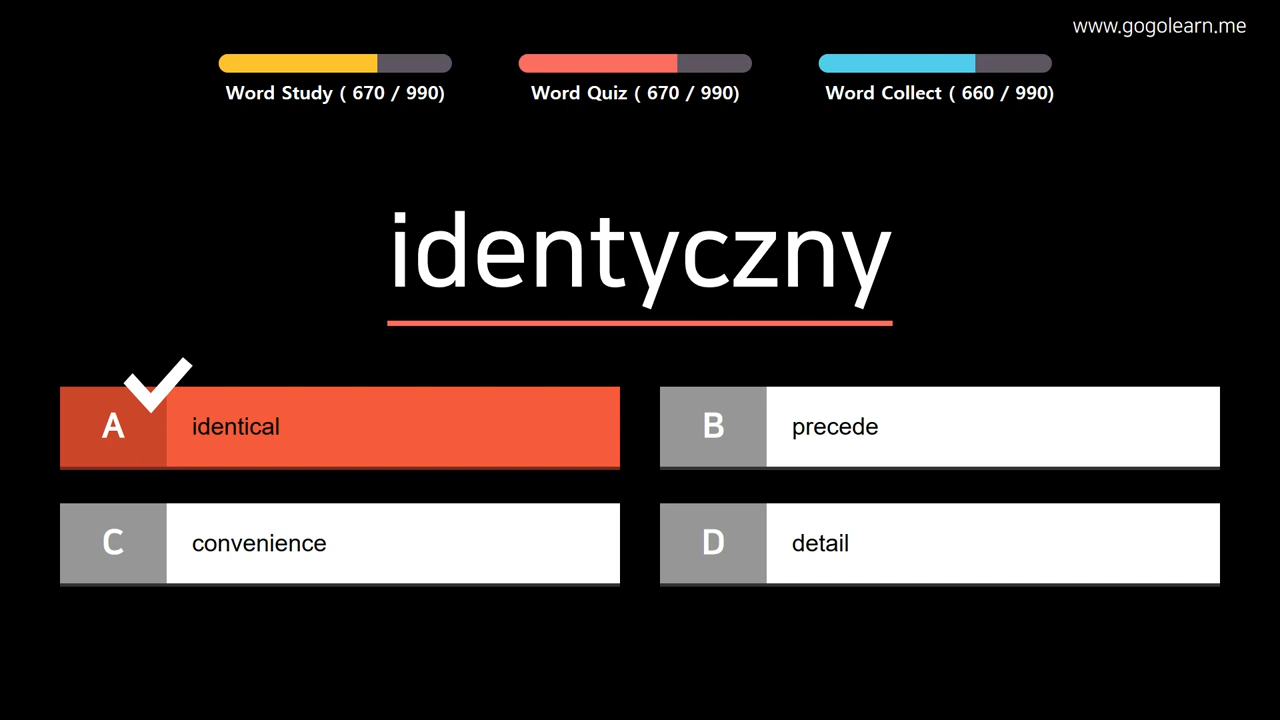 www.gogolearn.me
Word Study ( 670 / 990)
Word Quiz ( 670 / 990)
Word Collect ( 660 / 990)
identyczny
A identical
B precede
C convenience
D detail